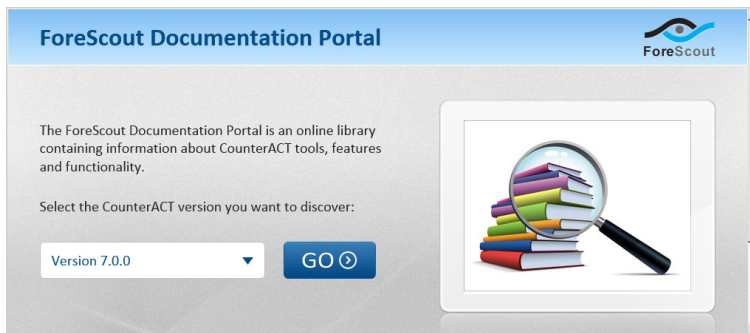 ForeScout Documentation Portal
ForeScout
The ForeScout Documentation Portal is an online library
containing information about CounterACT tools, features
and functionality.
Select the CounterACT version you want to discover:
Version 7.0.0
GO